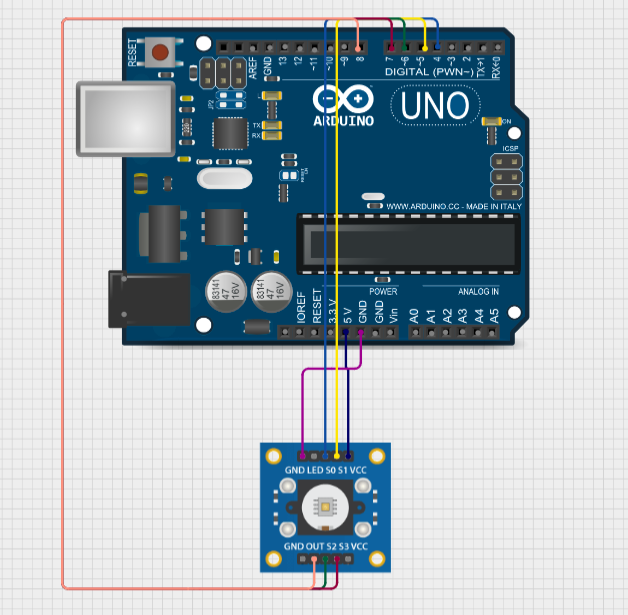 RESET
AREF
GND
13
12
~11
~10
~9
8
7
~6
~5
4
~3
2
TX→1
RX←0
DIGITAL (PWN~)
JP2
ARDUINO
UNO
ON
TX
RX
ICSP
WWW.ARDUINO.CC - MADE IN ITALY
83141
47
16V
83141
47
16V
POWER
ANALOG IN
IOREF
RESET
3.3 V
5 V
GND
GND
Vin
A0
A1
A2
A3
A4
A5
GND LED S0 S1 VCC
GND OUT S2 S3 VCC